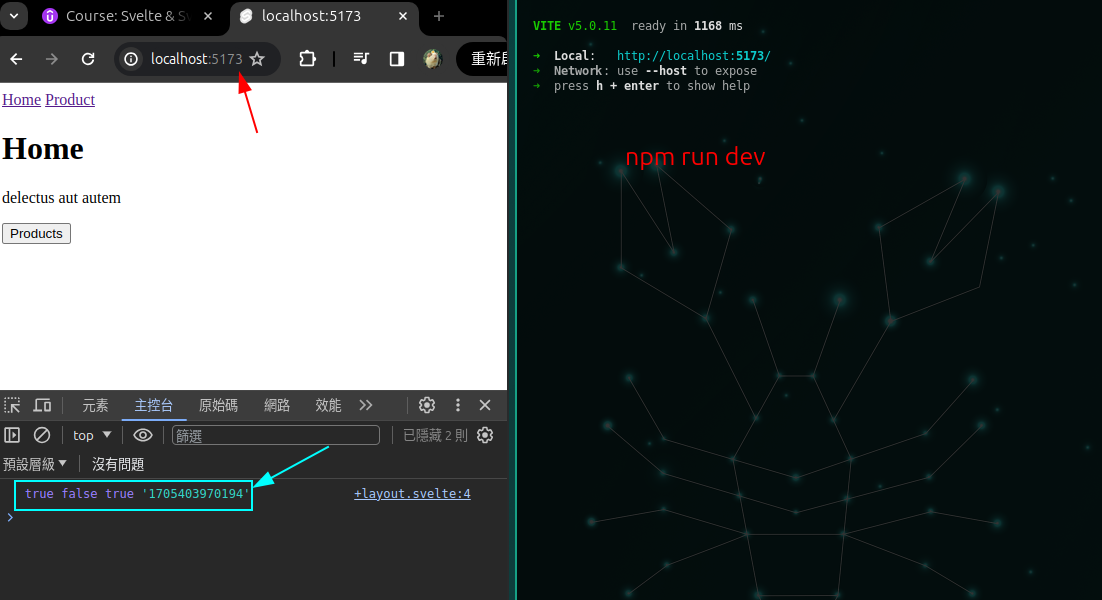 Course: Svelte & Sv
localhost:5173
localhost:5173
Home Product
Home
delectus aut autem
Products
元素 主控台 原始碼 網路 效能
top 篩選 已隱藏 2 則
預設層級 沒有問題
true false true '1705403970194' +layout.svelte:4
>
VITE v5.0.11 ready in 1168 ms
➜ Local: http://localhost:5173/
➜ Network: use --host to expose
➜ press h + enter to show help
npm run dev